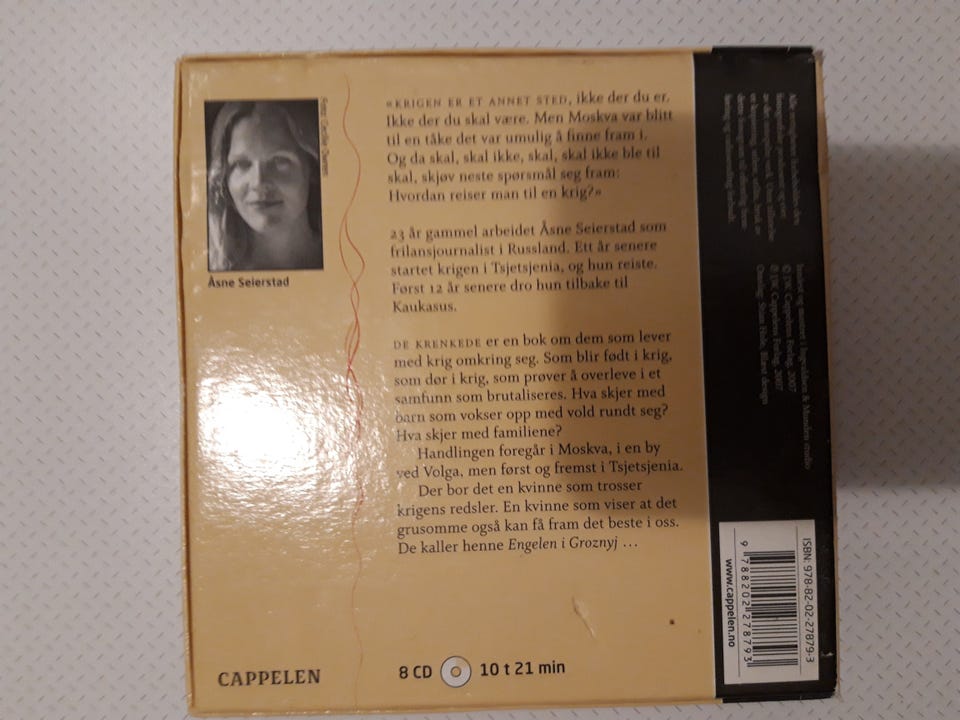 Åsne Seierstad
«KRIGEN ER ET ANNET STED, ikke der du er.
Ikke der du skal være. Men Moskva var blitt
til en tåke det var umulig å finne fram i.
Og da skal, skal ikke, skal, skal ikke ble til
skal, skjøv neste spørsmål seg fram:
Hvordan reiser man til en krig?»
23 år gammel arbeidet Åsne Seierstad som
frilansjournalist i Russland. Ett år senere
startet krigen i Tsjetsjenia, og hun reiste.
Først 12 år senere dro hun tilbake til
Kaukasus.
DE KRENKEDE er en bok om dem som lever
med krig omkring seg. Som blir født i krig,
som dør i krig, som prøver å overleve i et
samfunn som brutaliseres. Hva skjer med
barn som vokser opp med vold rundt seg?
Hva skjer med familiene?
Handlingen foregår i Moskva, i en by
ved Volga, men først og fremst i Tsjetsjenia.
Der bor det en kvinne som trosser
krigens redsler. En kvinne som viser at det
grusomme også kan få fram det beste i oss.
De kaller henne Engelen i Groznyj ...
CAPPELEN
8 CD 10 t 21 min
© J.W. Cappelens Forlag, 2007
℗ J.W. Cappelens Forlag, 2007
ISBN: 978-82-02-27879-3
9 788202 278793
www.cappelen.no